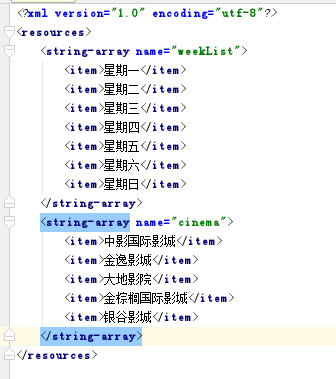 <?xml version="1.0" encoding="utf-8"?>
<resources>
<string-array name="weekList">
<item>星期一</item>
<item>星期二</item>
<item>星期三</item>
<item>星期四</item>
<item>星期五</item>
<item>星期六</item>
<item>星期日</item>
</string-array>
<string-array name="cinema">
<item>中影国际影城</item>
<item>金逸影城</item>
<item>大地影院</item>
<item>金棕榈国际影城</item>
<item>银谷影城</item>
</string-array>
</resources>